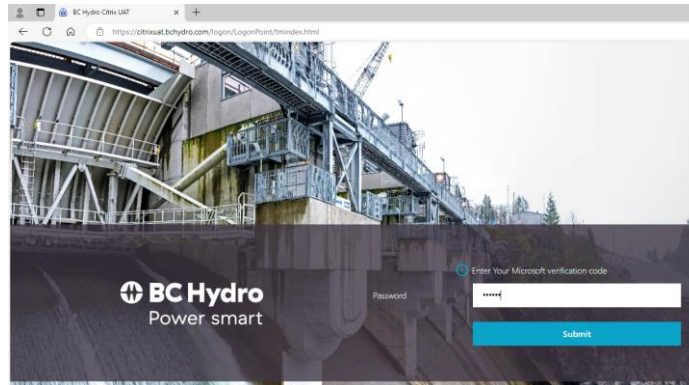 BC Hydro Citrix UAT
https://citrixuat.bchydro.com/logon/LogonPoint/tmindex.html
Enter Your Microsoft verification code
Password
••••••
BC Hydro
Power smart
Submit